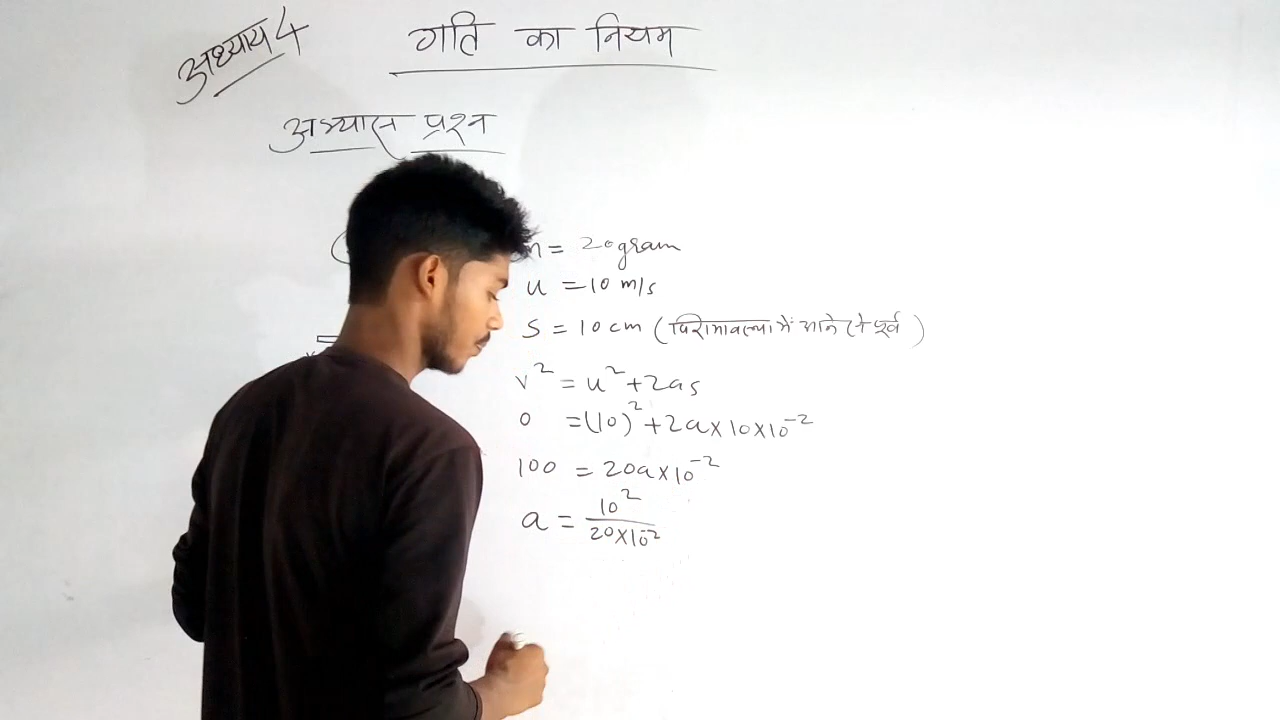 अध्याय 4
गति का नियम
अभ्यास प्रश्न
m = 20 gram
u = 10 m/s
S = 10 cm ( में आने से पूर्व )
v² = u² + 2as
0 = (10)² + 2a × 10 × 10⁻²
100 = 20a × 10⁻²
a = 10² / 20 × 10⁻²